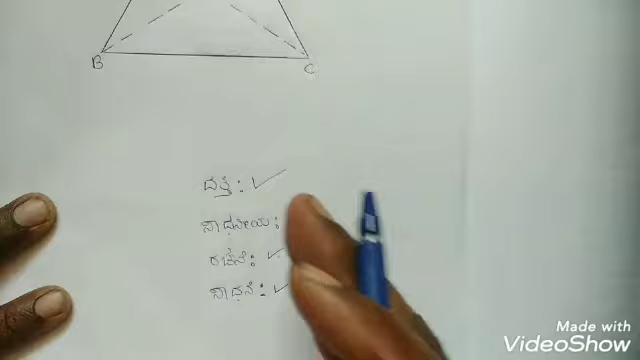 B
C
ದತ್ತ : ✓
ಸಾಧನೀಯ :
ರಚನೆ : ✓
ಸಾಧನೆ : ✓
Made with
VideoShow